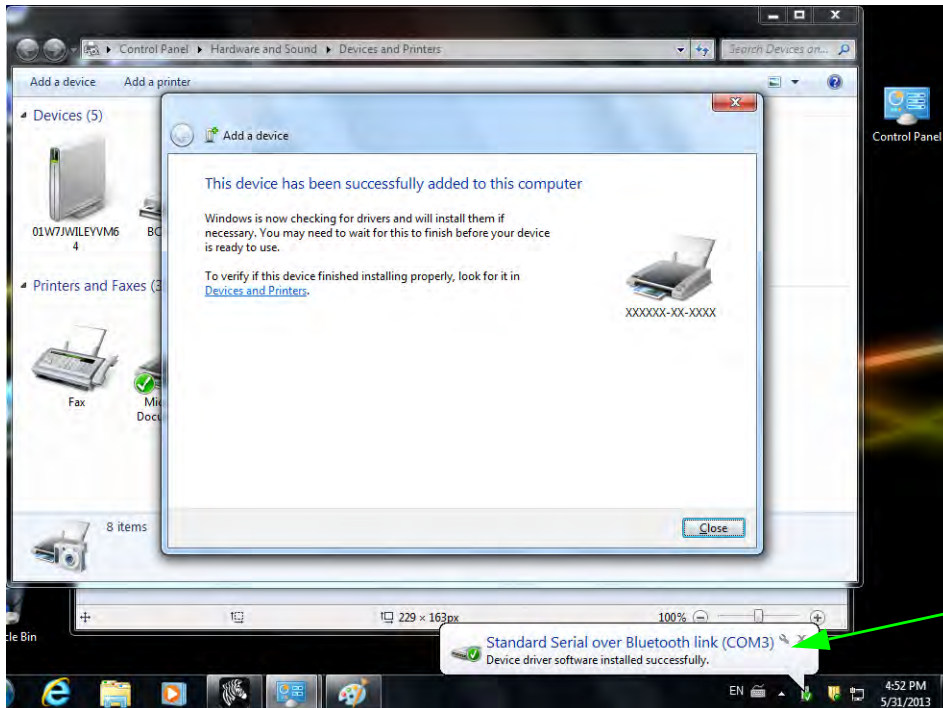 Control Panel ▸ Hardware and Sound ▸ Devices and Printers
Search Devices an...
Add a device Add a printer
Control Panel
Devices (5)
Add a device
This device has been successfully added to this computer
Windows is now checking for drivers and will install them if
necessary. You may need to wait for this to finish before your device
is ready to use.
To verify if this device finished installing properly, look for it in
Devices and Printers.
XXXXXX-XX-XXXX
01W7JWILEYVM6
4
BO
Printers and Faxes (3
Fax
Mic
Docu
8 items
Close
229 × 163px
100%
cle Bin
Standard Serial over Bluetooth link (COM3)
Device driver software installed successfully.
EN
4:52 PM
5/31/2013